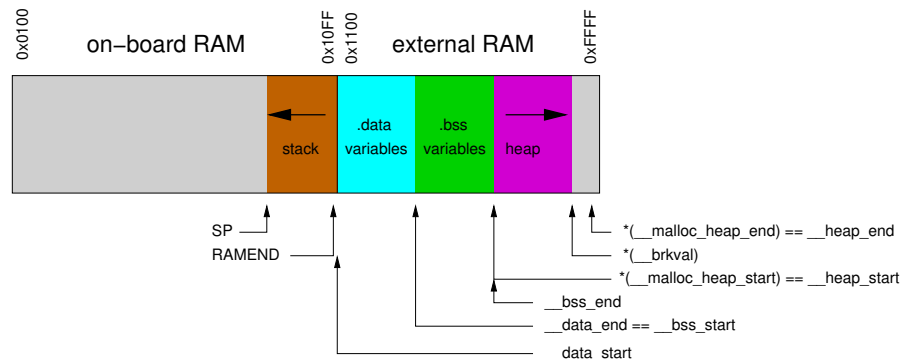 0x0100
on−board RAM
0x10FF
0x1100
external RAM
0xFFFF
stack
.data
variables
.bss
variables
heap
SP
RAMEND
*(__malloc_heap_end) == __heap_end
*(__brkval)
*(__malloc_heap_start) == __heap_start
__bss_end
__data_end == __bss_start
__data_start